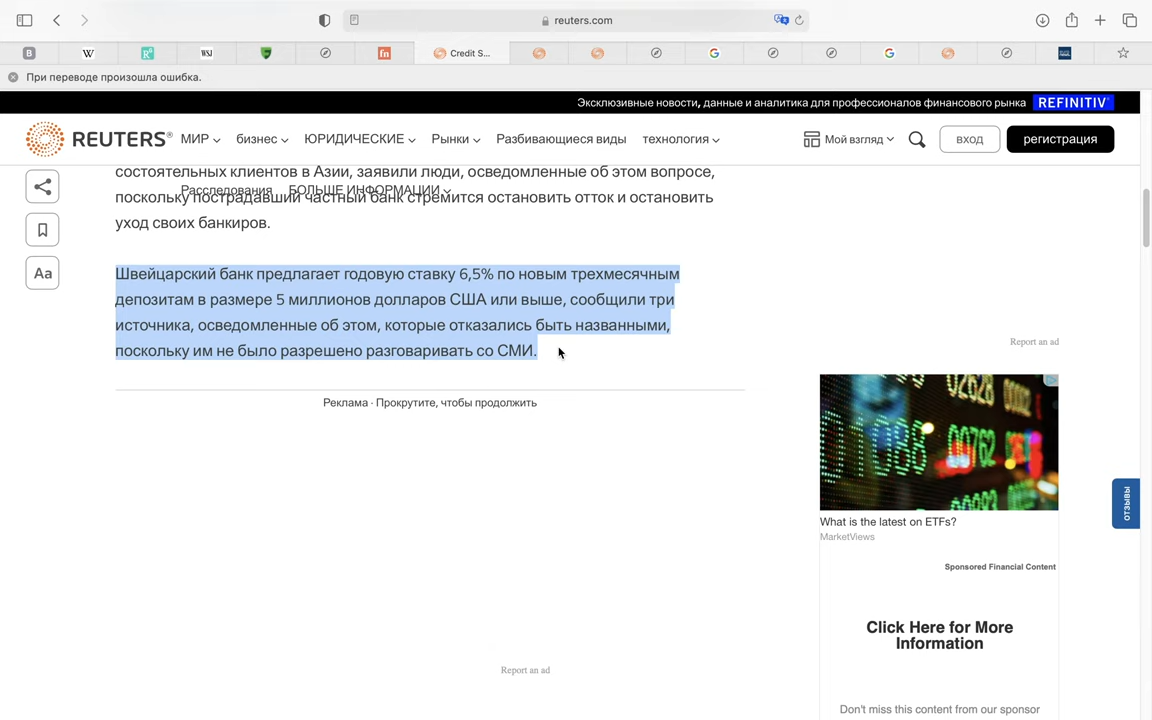 reuters.com
B
W
R
WSJ
fn
Credit S...
G
G
При переводе произошла ошибка.
Эксклюзивные новости, данные и аналитика для профессионалов финансового рынка REFINITIV
REUTERS® МИР бизнес ЮРИДИЧЕСКИЕ Рынки Разбивающиеся виды технология Мой взгляд вход регистрация
состоятельных клиентов в Азии, заявили люди, осведомленные об этом вопросе,
Расследования БОЛЬШЕ ИНФОРМАЦИИ
поскольку пострадавший частный банк стремится остановить отток и остановить
уход своих банкиров.
Aa
Швейцарский банк предлагает годовую ставку 6,5% по новым трехмесячным
депозитам в размере 5 миллионов долларов США или выше, сообщили три
источника, осведомленные об этом, которые отказались быть названными,
поскольку им не было разрешено разговаривать со СМИ.
Report an ad
Реклама · Прокрутите, чтобы продолжить
What is the latest on ETFs?
MarketViews
отзывы
Sponsored Financial Content
Click Here for More
Information
Report an ad
Don't miss this content from our sponsor